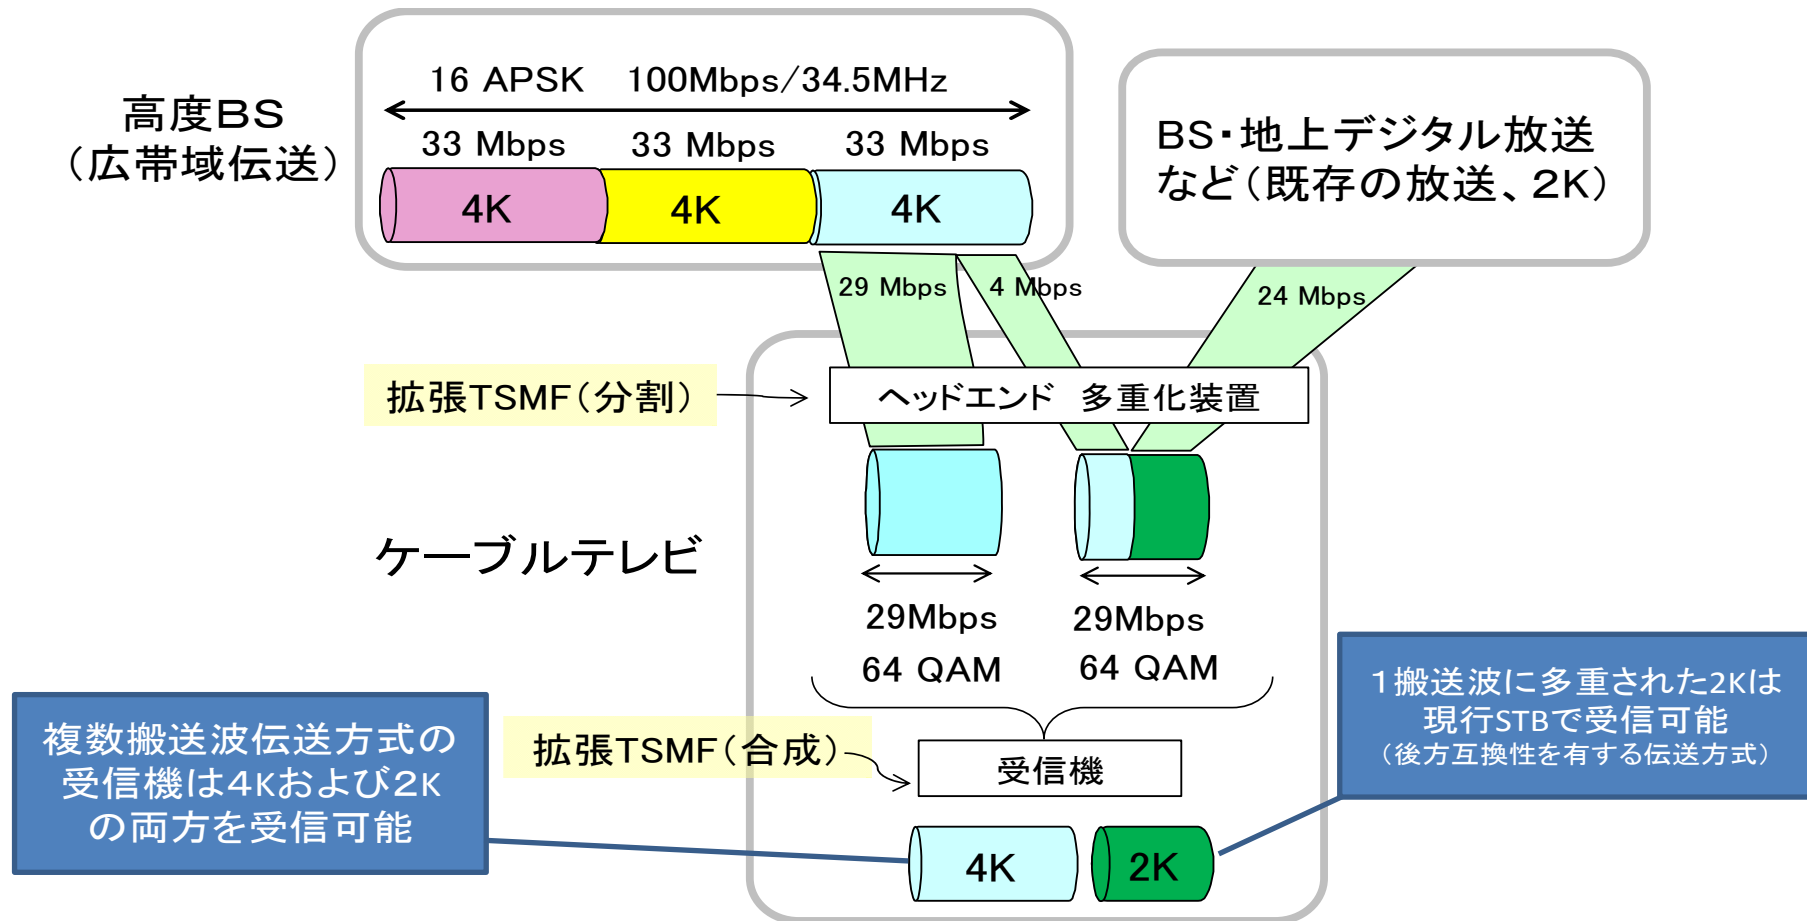 16 APSK 100Mbps/34.5MHz
高度BS
(広帯域伝送)
33 Mbps 33 Mbps 33 Mbps
4K 4K 4K
BS・地上デジタル放送
など(既存の放送、2K)
29 Mbps 4 Mbps 24 Mbps
拡張TSMF(分割)
ヘッドエンド 多重化装置
ケーブルテレビ
29Mbps 29Mbps
64 QAM 64 QAM
複数搬送波伝送方式の
受信機は4Kおよび2K
の両方を受信可能
拡張TSMF(合成)
受信機
1搬送波に多重された2Kは
現行STBで受信可能
(後方互換性を有する伝送方式)
4K 2K